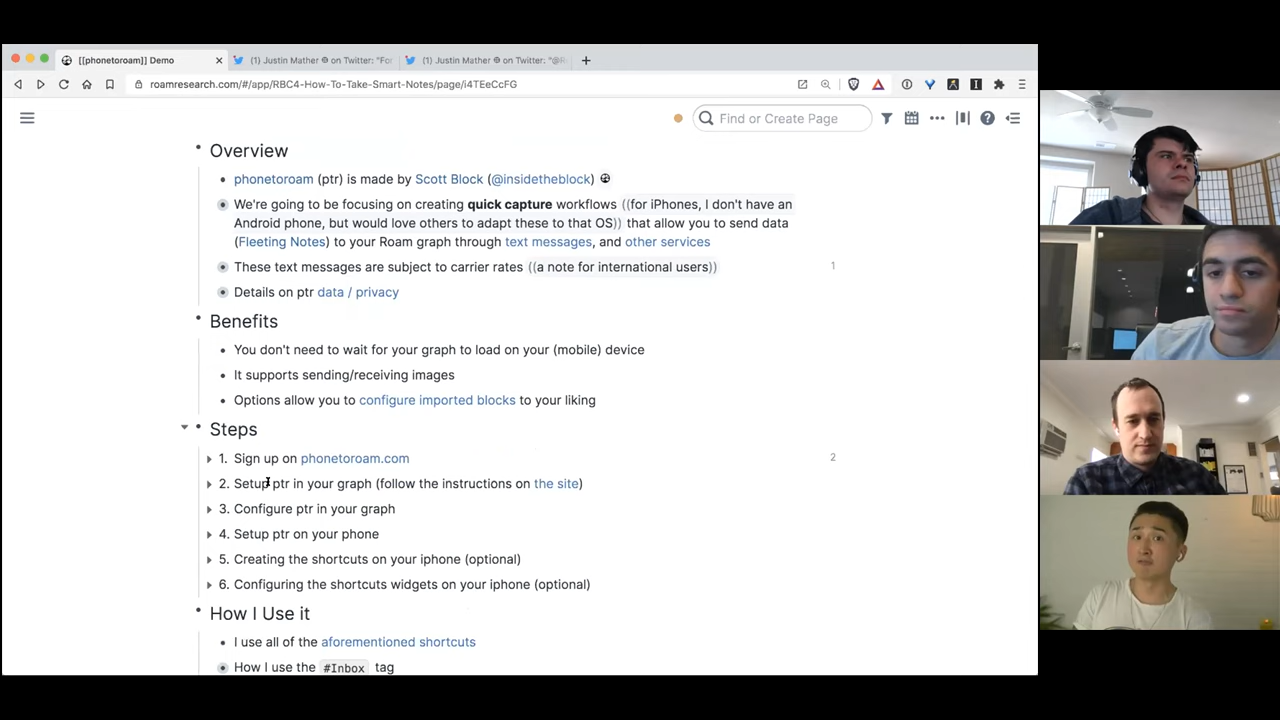 [[phonetoroam]] Demo
(1) Justin Mather
on Twitter: "For
(1) Justin Mather
on Twitter: "@R
roamresearch.com/#/app/RBC4-How-To-Take-Smart-Notes/page/i4TEeCcFG
Find or Create Page
Overview
phonetoroam (ptr) is made by Scott Block (@insidetheblock)
We're going to be focusing on creating quick capture workflows ((for iPhones, I don't have an
Android phone, but would love others to adapt these to that OS)) that allow you to send data
(Fleeting Notes) to your Roam graph through text messages, and other services
These text messages are subject to carrier rates ((a note for international users)) 1
Details on ptr data / privacy
Benefits
You don't need to wait for your graph to load on your (mobile) device
It supports sending/receiving images
Options allow you to configure imported blocks to your liking
Steps
1. Sign up on phonetoroam.com 2
2. Setup ptr in your graph (follow the instructions on the site)
3. Configure ptr in your graph
4. Setup ptr on your phone
5. Creating the shortcuts on your iphone (optional)
6. Configuring the shortcuts widgets on your iphone (optional)
How I Use it
I use all of the aforementioned shortcuts
How I use the #Inbox tag